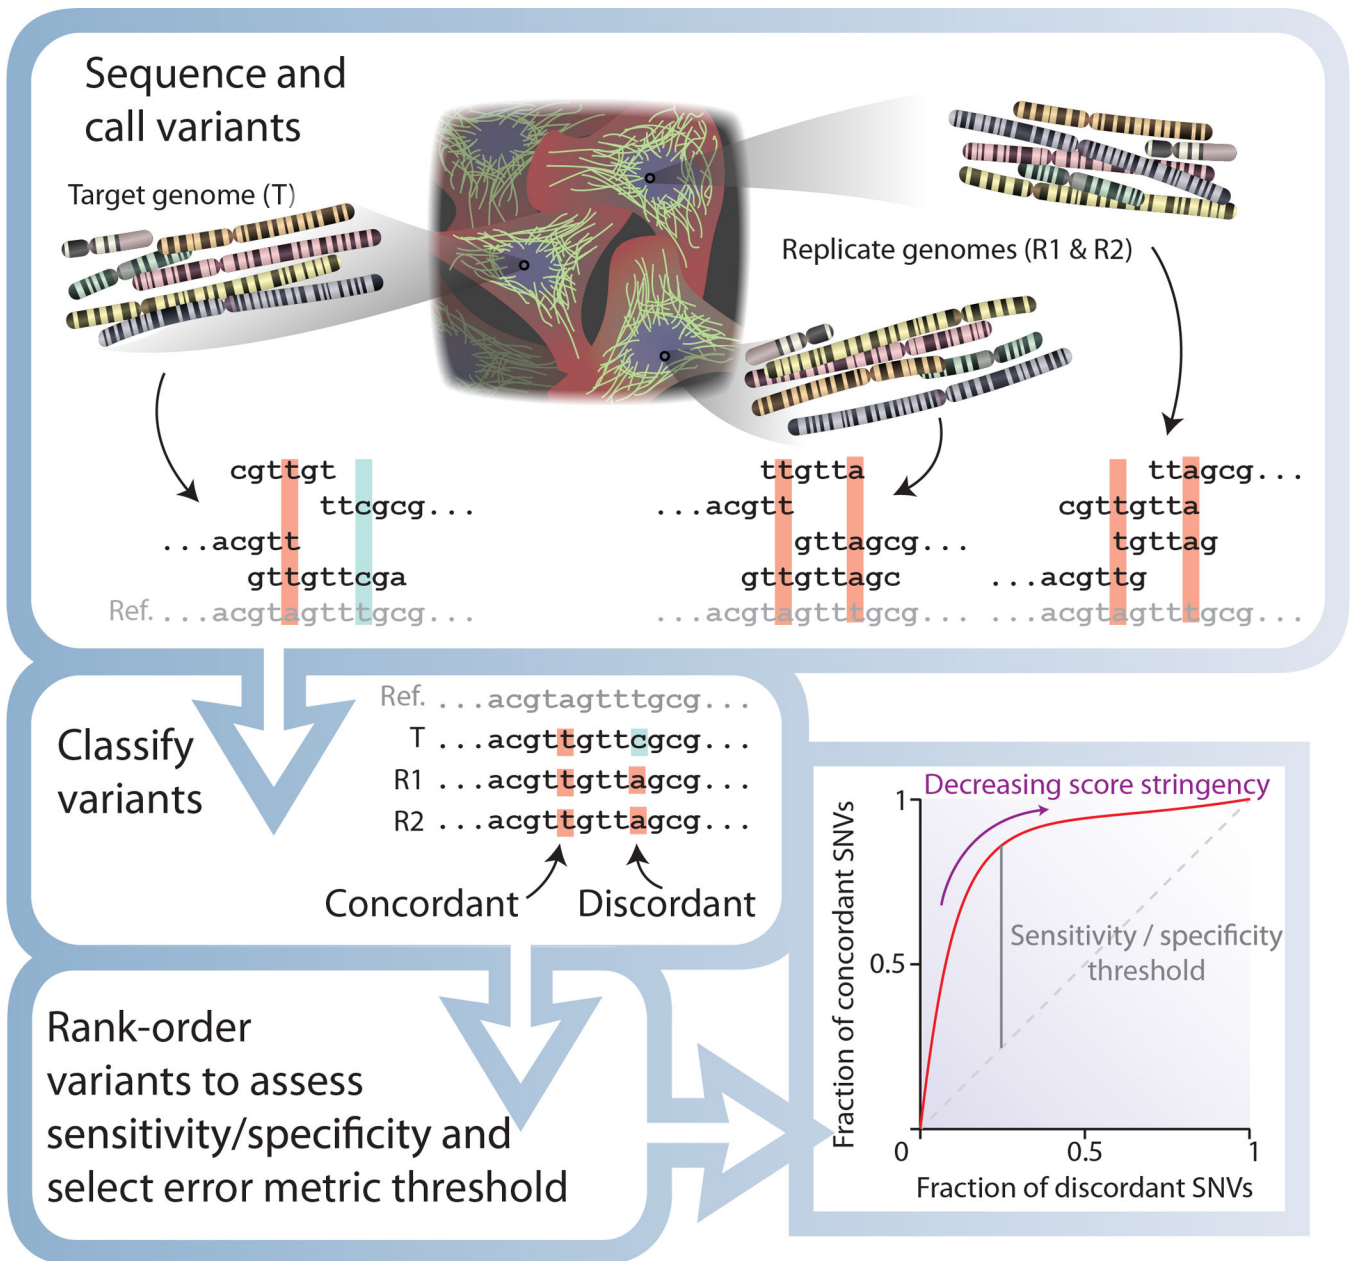 Sequence and
call variants
Target genome (T)
Replicate genomes (R1 & R2)
cgttgt
ttcgcg...
...acgtt
gttgttcga
Ref. ...acgtagtttgcg...
ttgtta
...acgtt
gttagcg...
gttgttagc
...acgtagtttgcg...
ttagcg...
cgttgtta
tgttag
...acgttg
...acgtagtttgcg...
Classify
variants
Ref. ...acgtagtttgcg...
T ...acgttgttcgcg...
R1 ...acgttgttagcg...
R2 ...acgttgttagcg...
Concordant
Discordant
Rank-order
variants to assess
sensitivity/specificity and
select error metric threshold
Decreasing score stringency
Sensitivity / specificity
threshold
Fraction of concordant SNVs
1
0.5
0
0.5
1
Fraction of discordant SNVs